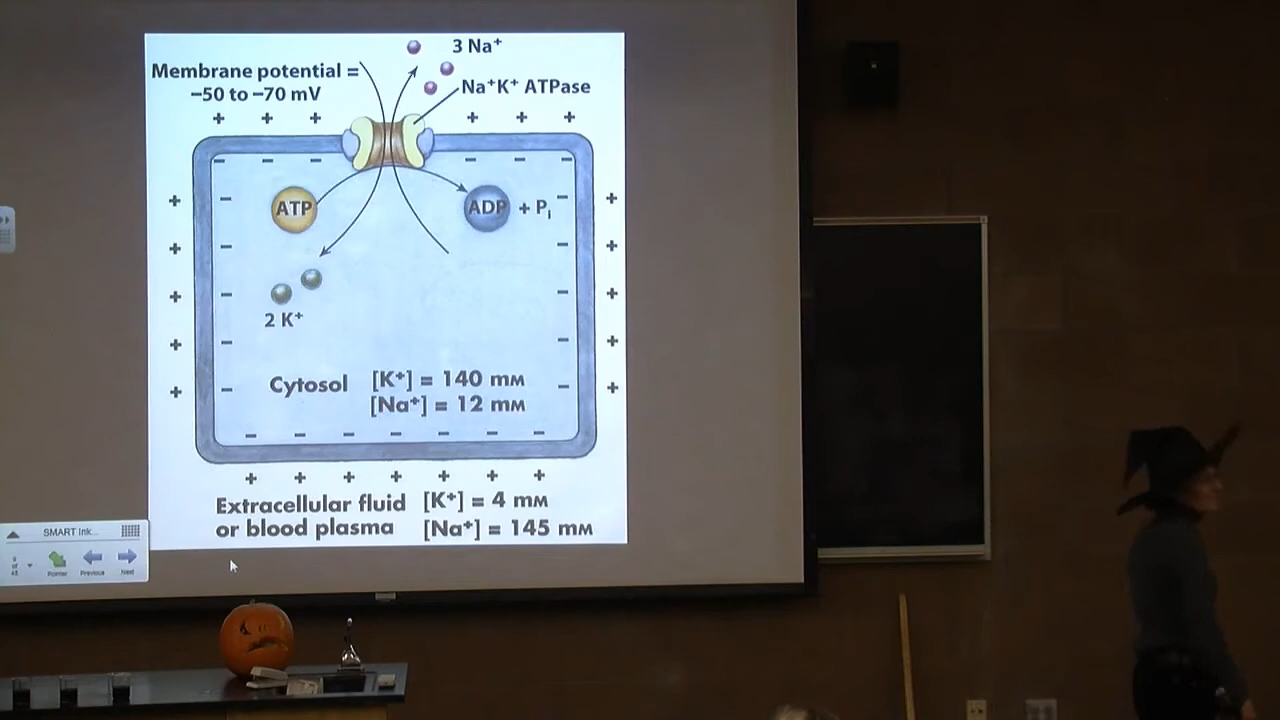 3 Na⁺
Membrane potential =
−50 to −70 mV
Na⁺K⁺ ATPase
ATP
ADP + Pi
2 K⁺
Cytosol [K⁺] = 140 mM
[Na⁺] = 12 mM
Extracellular fluid [K⁺] = 4 mM
or blood plasma [Na⁺] = 145 mM
SMART Ink...
Pointer Previous Next